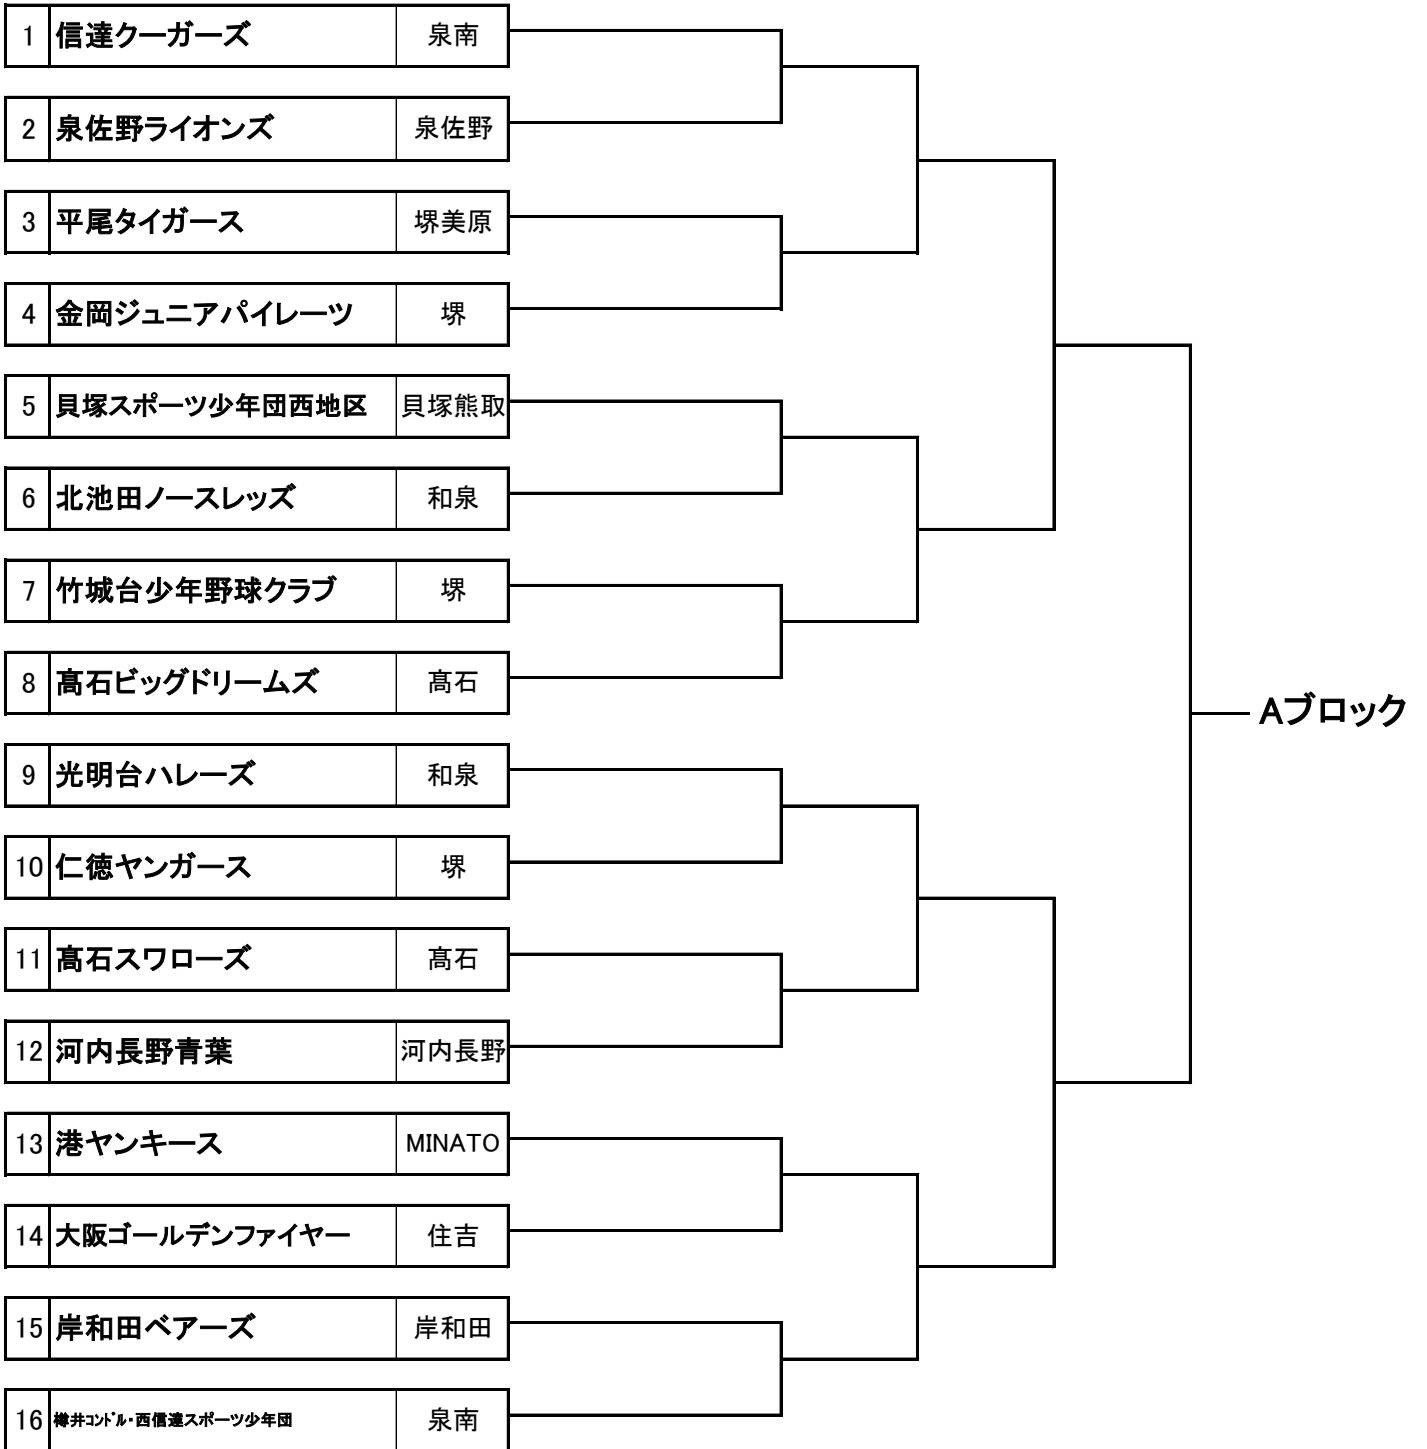 1 信達クーガーズ 泉南
2 泉佐野ライオンズ 泉佐野
3 平尾タイガース 堺美原
4 金岡ジュニアパイレーツ 堺
5 貝塚スポーツ少年団西地区 貝塚熊取
6 北池田ノースレッズ 和泉
7 竹城台少年野球クラブ 堺
8 髙石ビッグドリームズ 髙石
Aブロック
9 光明台ハレーズ 和泉
10 仁徳ヤンガース 堺
11 髙石スワローズ 髙石
12 河内長野青葉 河内長野
13 港ヤンキース MINATO
14 大阪ゴールデンファイヤー 住吉
15 岸和田ベアーズ 岸和田
16 樽井ｺﾝﾄﾞﾙ・西信達スポーツ少年団 泉南